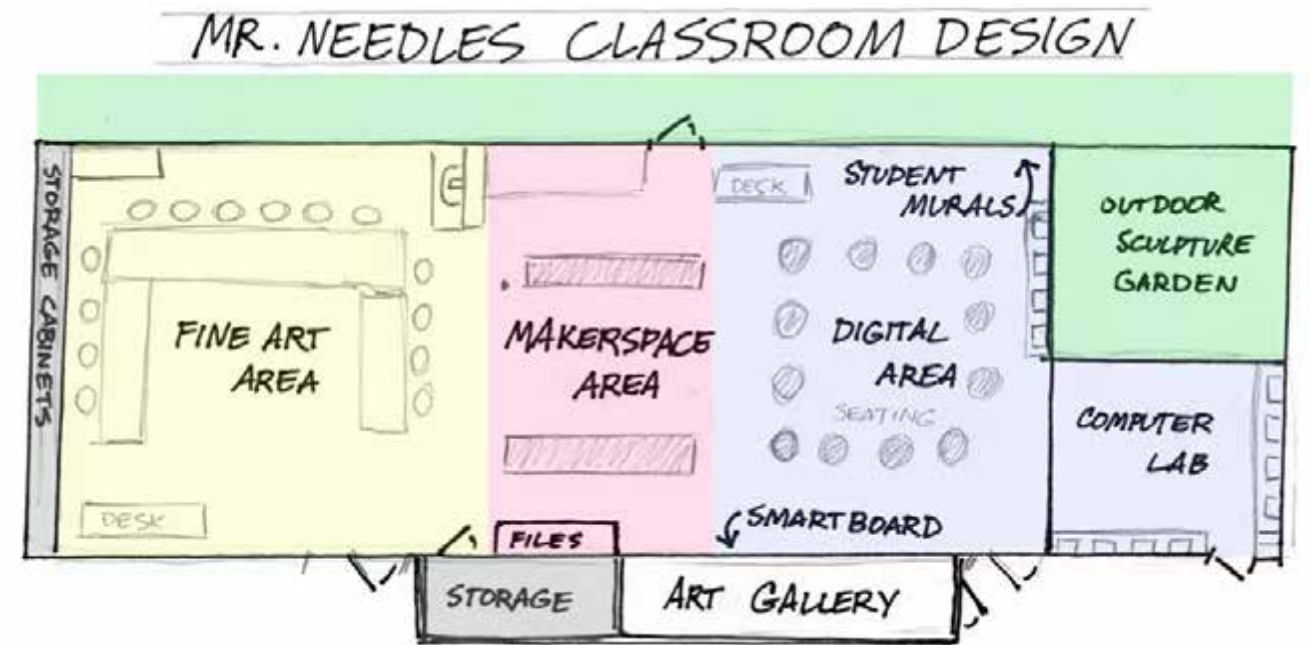 MR. NEEDLES CLASSROOM DESIGN
STORAGE CABINETS
FINE ART
AREA
DESK
MAKERSPACE
AREA
FILES
DESK
STUDENT
MURALS
DIGITAL
AREA
SEATING
SMARTBOARD
OUTDOOR
SCULPTURE
GARDEN
COMPUTER
LAB
STORAGE
ART GALLERY